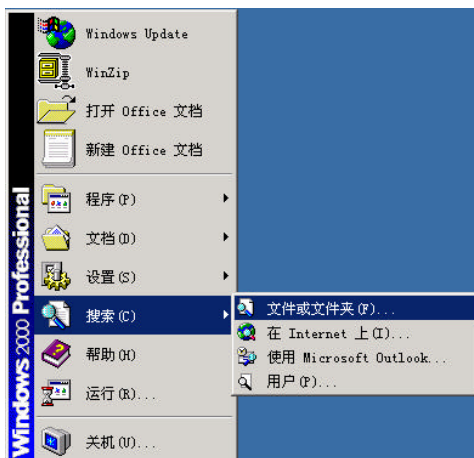 Windows Update
WinZip
打开 Office 文档
新建 Office 文档
程序(P)
文档(D)
设置(S)
搜索(C)
帮助(H)
运行(R)...
关机(U)...
文件或文件夹(F)...
在 Internet 上(I)...
使用 Microsoft Outlook...
用户(P)...
Windows 2000 Professional